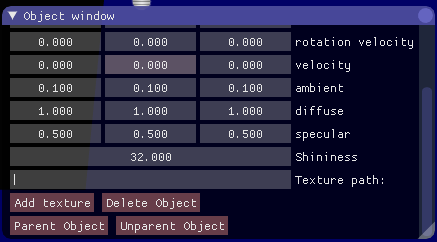 Object window
0.000 0.000 0.000 rotation velocity
0.000 0.000 0.000 velocity
0.100 0.100 0.100 ambient
1.000 1.000 1.000 diffuse
0.500 0.500 0.500 specular
32.000 Shininess
Texture path:
Add texture Delete Object
Parent Object Unparent Object